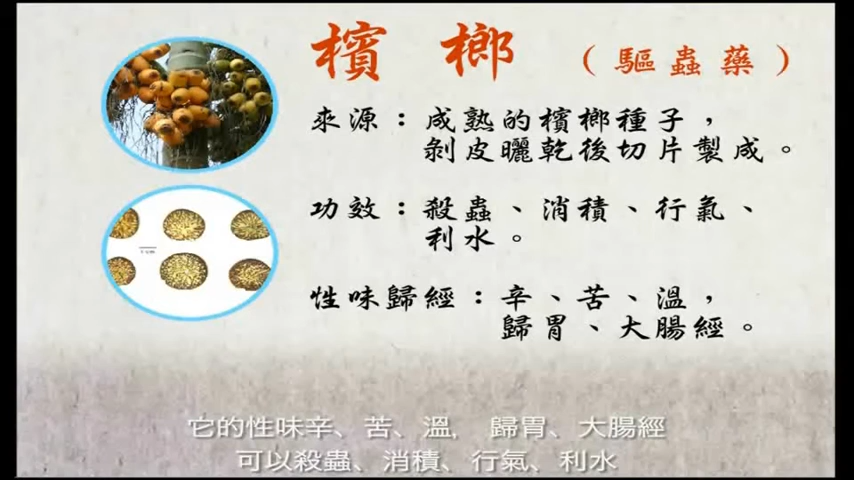 檳榔(驅蟲藥)
來源：成熟的檳榔種子，
剝皮曬乾後切片製成。
功效：殺蟲、消積、行氣、
利水。
性味歸經：辛、苦、溫，
歸胃、大腸經。
它的性味辛、苦、溫, 歸胃、大腸經
可以殺蟲、消積、行氣、利水